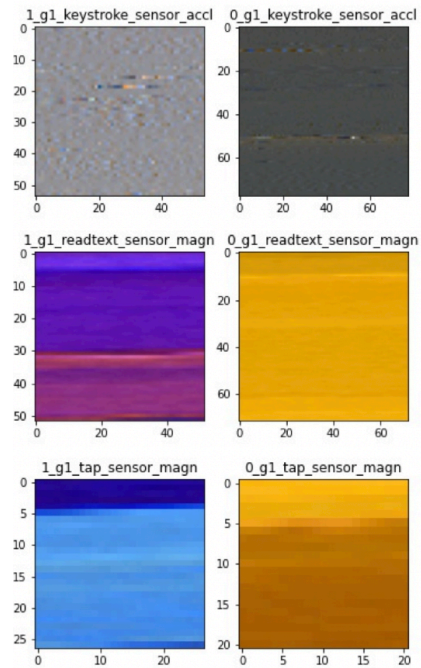 1_g1_keystroke_sensor_accl
0
10
20
30
40
50
0 20 40
0_g1_keystroke_sensor_accl
0
20
40
60
0 20 40 60
1_g1_readtext_sensor_magn
0
10
20
30
40
50
0 20 40
0_g1_readtext_sensor_magn
0
20
40
60
0 20 40 60
1_g1_tap_sensor_magn
0
5
10
15
20
25
0 10 20
0_g1_tap_sensor_magn
0
5
10
15
20
0 5 10 15 20